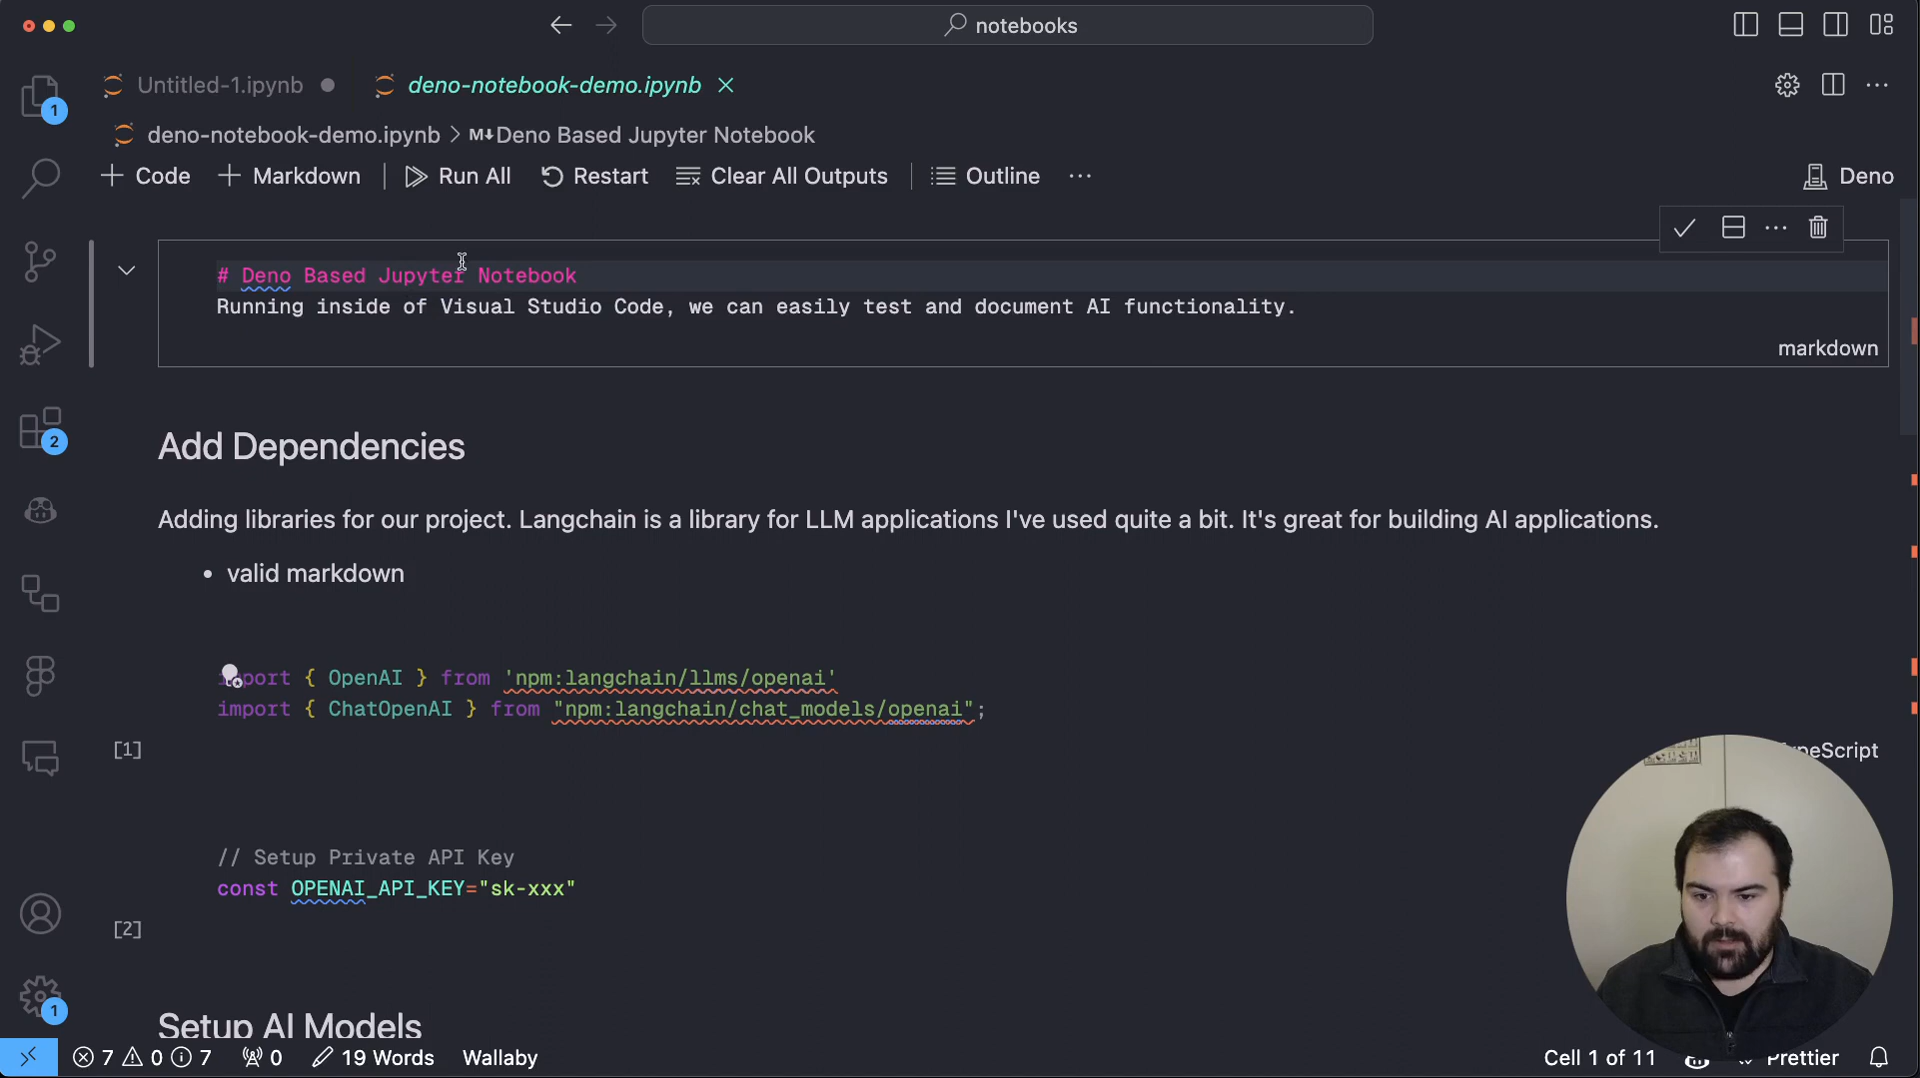 notebooks
Untitled-1.ipynb
deno-notebook-demo.ipynb
deno-notebook-demo.ipynb > M↓Deno Based Jupyter Notebook
+ Code + Markdown Run All Restart Clear All Outputs Outline ... Deno
# Deno Based Jupyter Notebook
Running inside of Visual Studio Code, we can easily test and document AI functionality.
markdown
1
2
Add Dependencies
Adding libraries for our project. Langchain is a library for LLM applications I've used quite a bit. It's great for building AI applications.
• valid markdown
import { OpenAI } from 'npm:langchain/llms/openai'
import { ChatOpenAI } from "npm:langchain/chat_models/openai";
[1]
TypeScript
// Setup Private API Key
const OPENAI_API_KEY="sk-xxx"
[2]
1
Setup AI Models
7 0 7 0 19 Words Wallaby Cell 1 of 11 Prettier